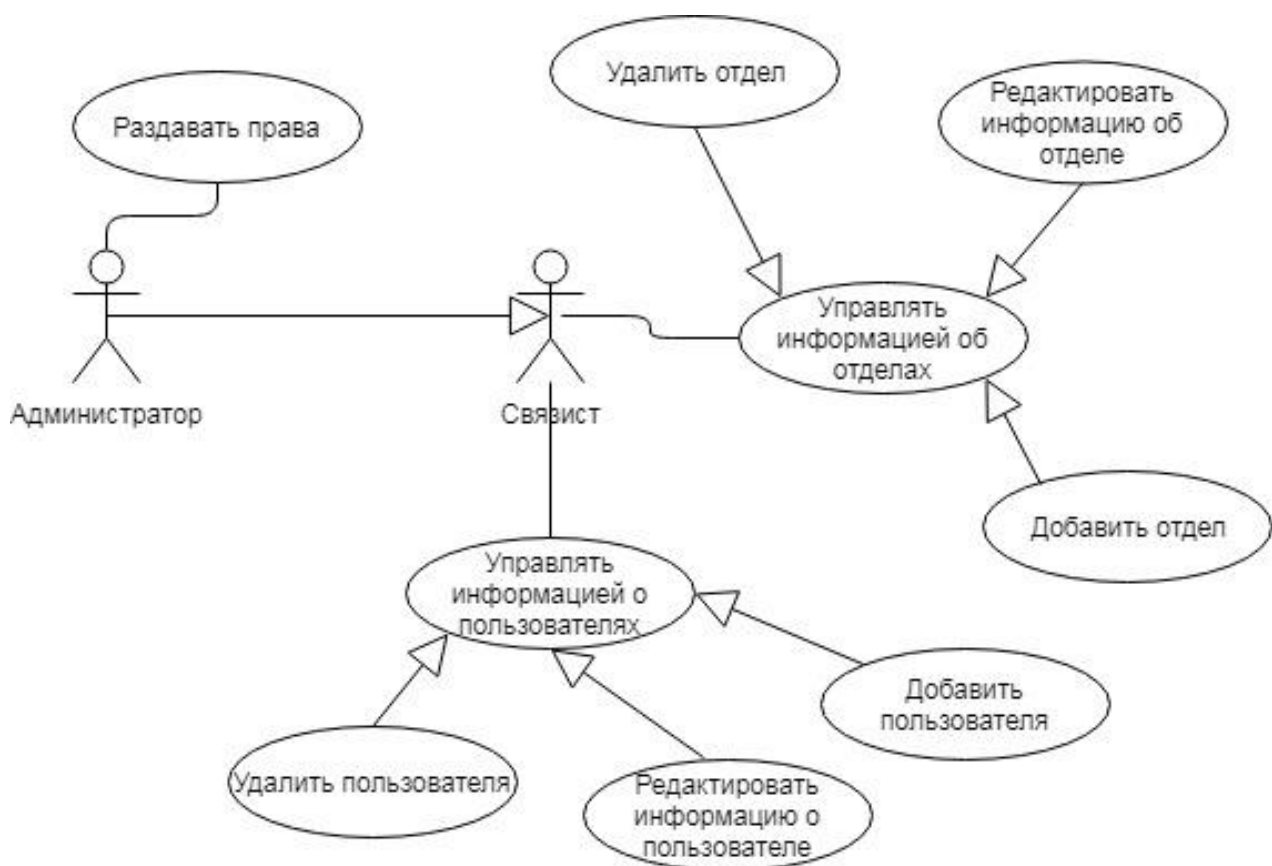 Удалить отдел
Редактировать
информацию об
отделе
Раздавать права
Управлять
информацией об
отделах
Администратор
Связист
Добавить отдел
Управлять
информацией о
пользователях
Добавить
пользователя
Удалить пользователя
Редактировать
информацию о
пользователе